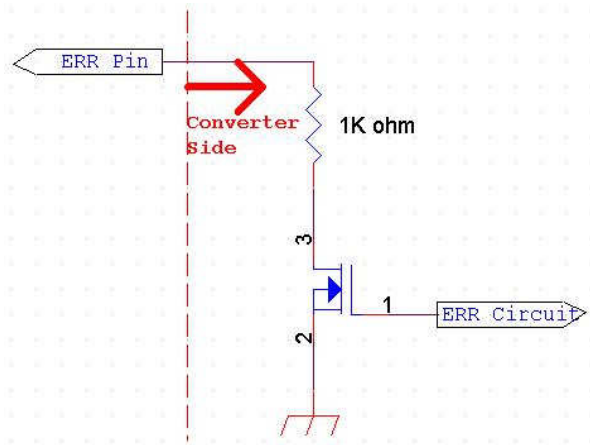 ERR Pin
Converter
Side
1K ohm
3
1
ERR Circuit
2